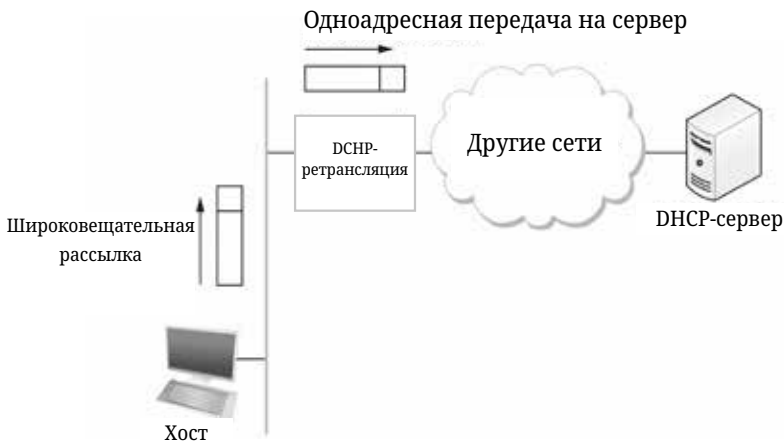 Одноадресная передача на сервер
DCHP-
ретрансляция
Другие сети
DHCP-сервер
Широковещательная
рассылка
Хост